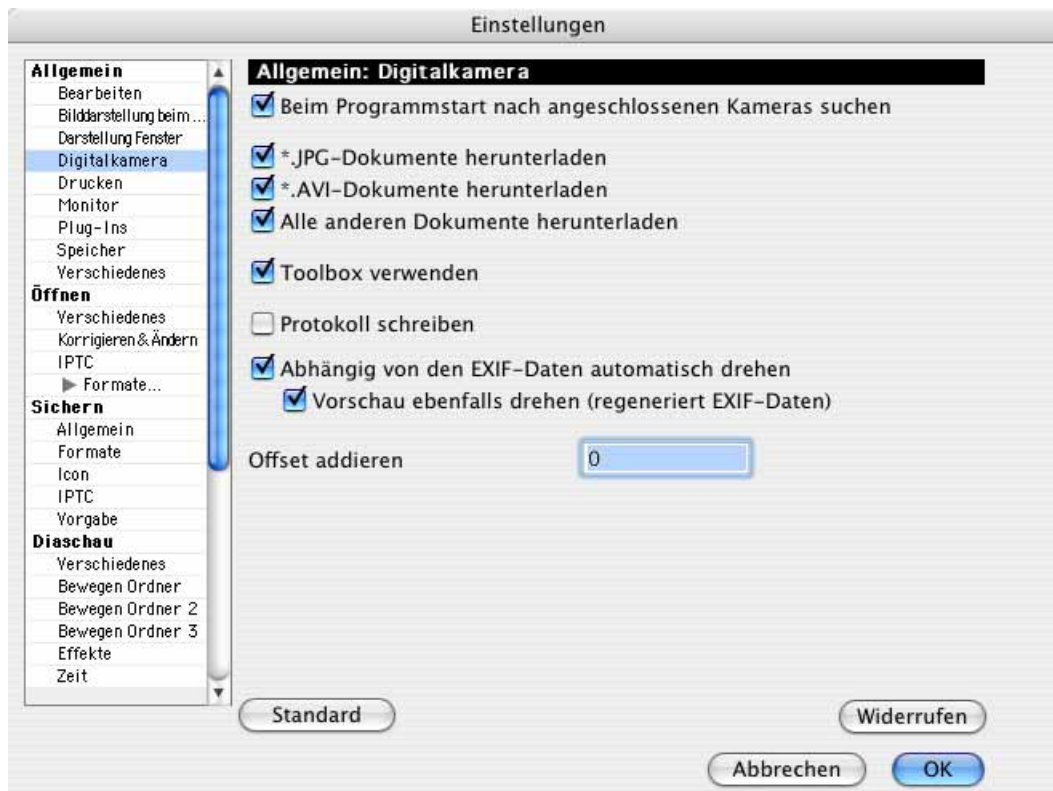 Einstellungen
Allgemein
Bearbeiten
Bilddarstellung beim ...
Darstellung Fenster
Digitalkamera
Drucken
Monitor
Plug-Ins
Speicher
Verschiedenes
Öffnen
Verschiedenes
Korrigieren & Ändern
IPTC
Formate...
Sichern
Allgemein
Formate
Icon
IPTC
Vorgabe
Diaschau
Verschiedenes
Bewegen Ordner
Bewegen Ordner 2
Bewegen Ordner 3
Effekte
Zeit
Allgemein: Digitalkamera
Beim Programmstart nach angeschlossenen Kameras suchen
*.JPG-Dokumente herunterladen
*.AVI-Dokumente herunterladen
Alle anderen Dokumente herunterladen
Toolbox verwenden
Protokoll schreiben
Abhängig von den EXIF-Daten automatisch drehen
Vorschau ebenfalls drehen (regeneriert EXIF-Daten)
Offset addieren 0
Standard Widerrufen
Abbrechen OK